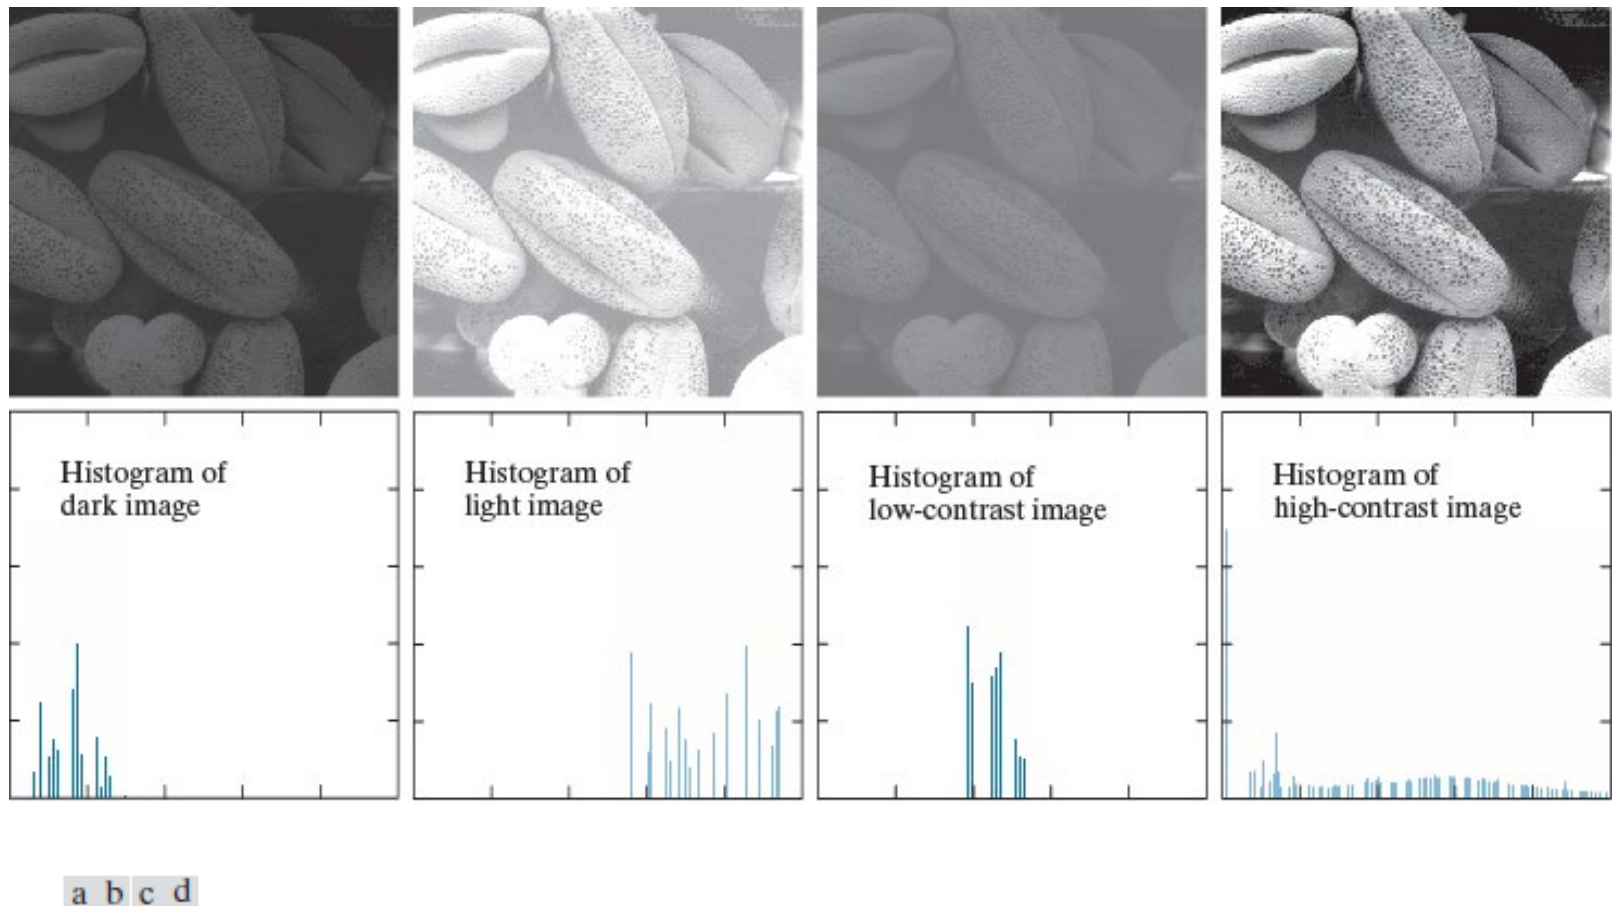 Histogram of
dark image
Histogram of
light image
Histogram of
low-contrast image
Histogram of
high-contrast image
a b c d